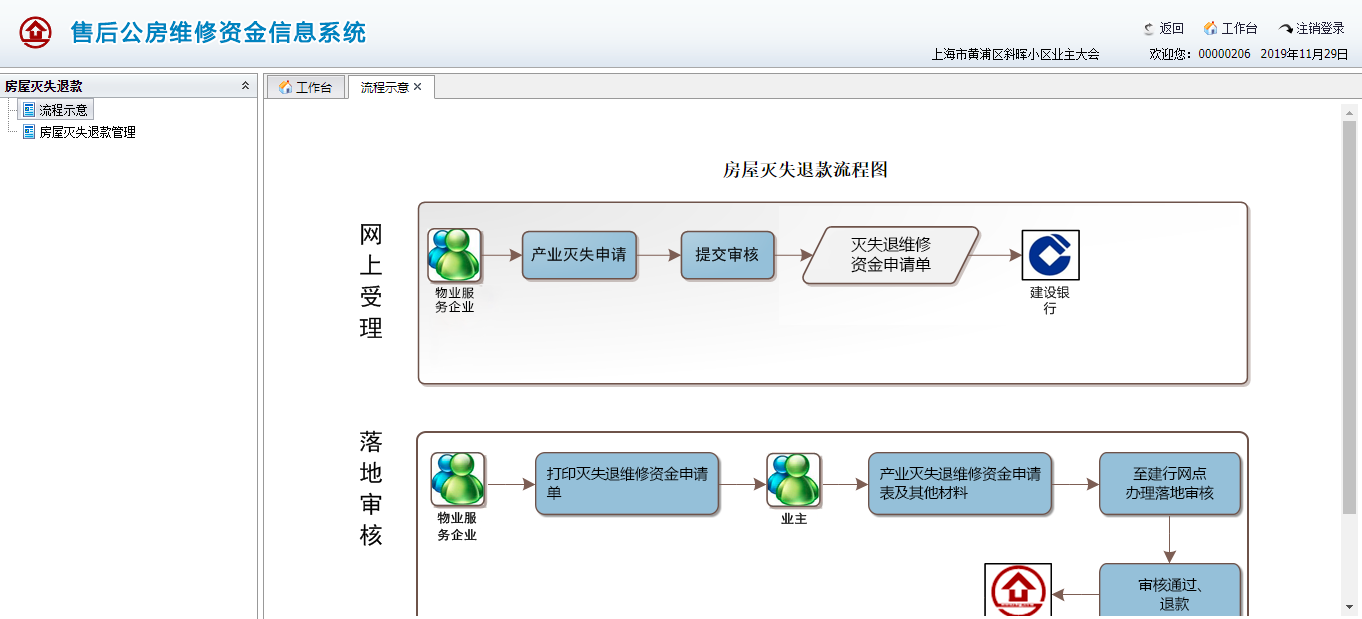 售后公房维修资金信息系统
返回 工作台 注销登录
上海市黄浦区斜晖小区业主大会 欢迎您：00000206 2019年11月29日
房屋灭失退款
流程示意
房屋灭失退款管理
工作台 流程示意 ×
房屋灭失退款流程图
网上受理
物业服
务企业
产业灭失申请
提交审核
灭失退维修
资金申请单
建设银
行
落地审核
物业服
务企业
打印灭失退维修资金申请
单
业主
产业灭失退维修资金申请
表及其他材料
至建行网点
办理落地审核
审核通过、
退款